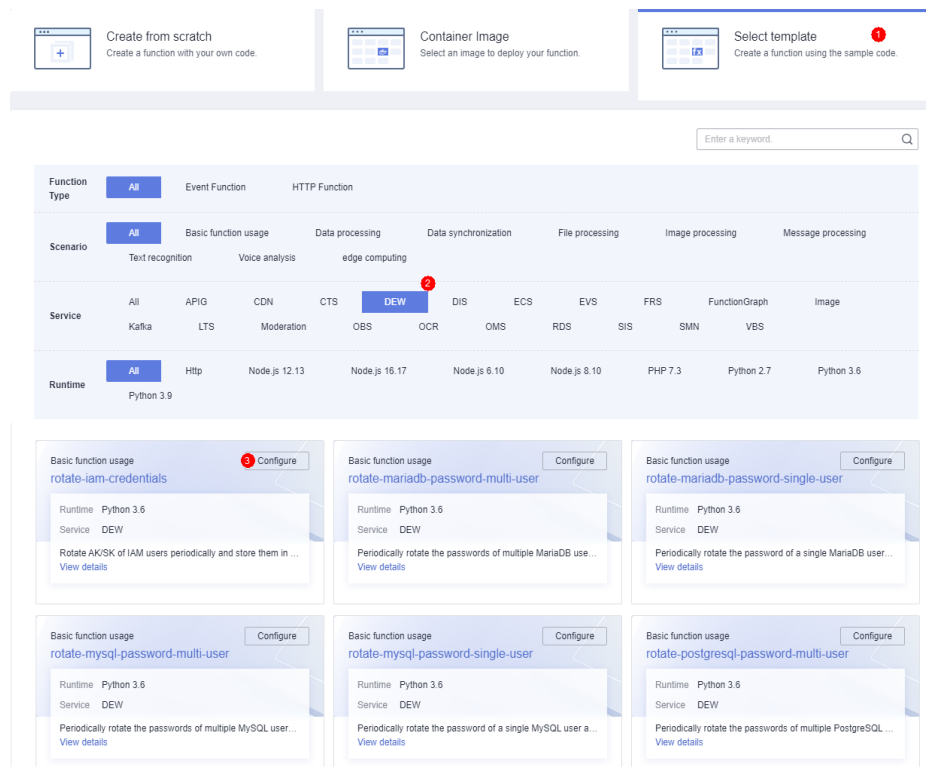 Create from scratch
Create a function with your own code.
Container Image
Select an image to deploy your function.
Select template
1
Create a function using the sample code.
Enter a keyword.
Function Type All Event Function HTTP Function
Scenario All Basic function usage Data processing Data synchronization File processing Image processing Message processing
Text recognition Voice analysis edge computing
2
Service All APIG CDN CTS DEW DIS ECS EVS FRS FunctionGraph Image
Kafka LTS Moderation OBS OCR OMS RDS SIS SMN VBS
Runtime All Http Node.js 12.13 Node.js 16.17 Node.js 6.10 Node.js 8.10 PHP 7.3 Python 2.7 Python 3.6
Python 3.9
Basic function usage 3 Configure
rotate-iam-credentials
Runtime Python 3.6
Service DEW
Rotate AK/SK of IAM users periodically and store them in ...
View details
Basic function usage Configure
rotate-mariadb-password-multi-user
Runtime Python 3.6
Service DEW
Periodically rotate the passwords of multiple MariaDB use...
View details
Basic function usage Configure
rotate-mariadb-password-single-user
Runtime Python 3.6
Service DEW
Periodically rotate the password of a single MariaDB user...
View details
Basic function usage Configure
rotate-mysql-password-multi-user
Runtime Python 3.6
Service DEW
Periodically rotate the passwords of multiple MySQL user...
View details
Basic function usage Configure
rotate-mysql-password-single-user
Runtime Python 3.6
Service DEW
Periodically rotate the password of a single MySQL user a...
View details
Basic function usage Configure
rotate-postgresql-password-multi-user
Runtime Python 3.6
Service DEW
Periodically rotate the passwords of multiple PostgreSQL ...
View details